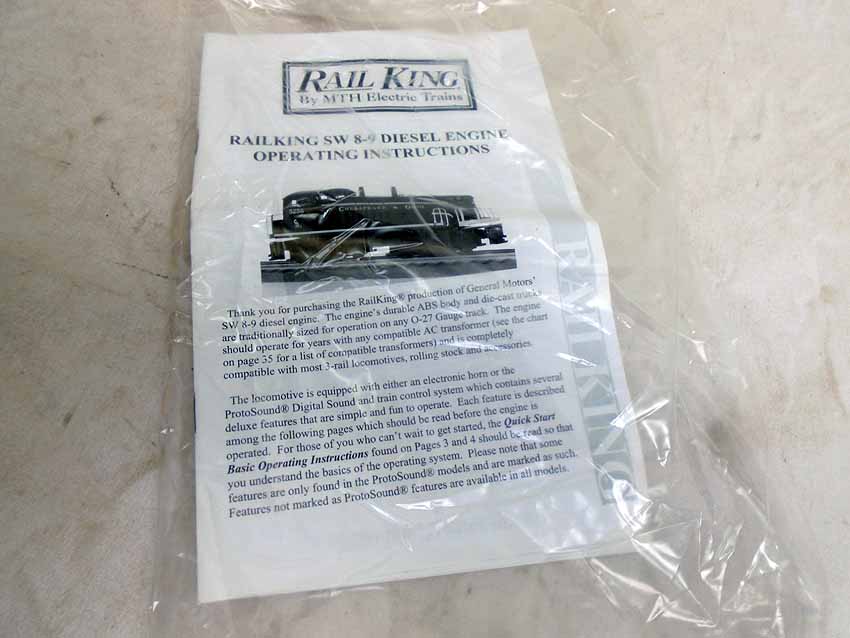 RAIL KING
By MTH Electric Trains
RAILKING SW 8-9 DIESEL ENGINE
OPERATING INSTRUCTIONS
CHESAPEAKE & OHIO
RAILKING
Thank you for purchasing the RailKing® production of General Motors'
SW 8-9 diesel engine. The engine's durable ABS body and die-cast trucks
are traditionally sized for operation on any O-27 Gauge track. The engine
should operate for years with any compatible AC transformer (see the chart
on page 35 for a list of compatible transformers) and is completely
compatible with most 3-rail locomotives, rolling stock and accessories.
The locomotive is equipped with either an electronic horn or the
ProtoSound® Digital Sound and train control system which contains several
deluxe features that are simple and fun to operate. Each feature is described
among the following pages which should be read before the engine is
operated. For those of you who can't wait to get started, the Quick Start
Basic Operating Instructions found on Pages 3 and 4 should be read so that
you understand the basics of the operating system. Please note that some
features are only found in the ProtoSound® models and are marked as such.
Features not marked as ProtoSound® features are available in all models.